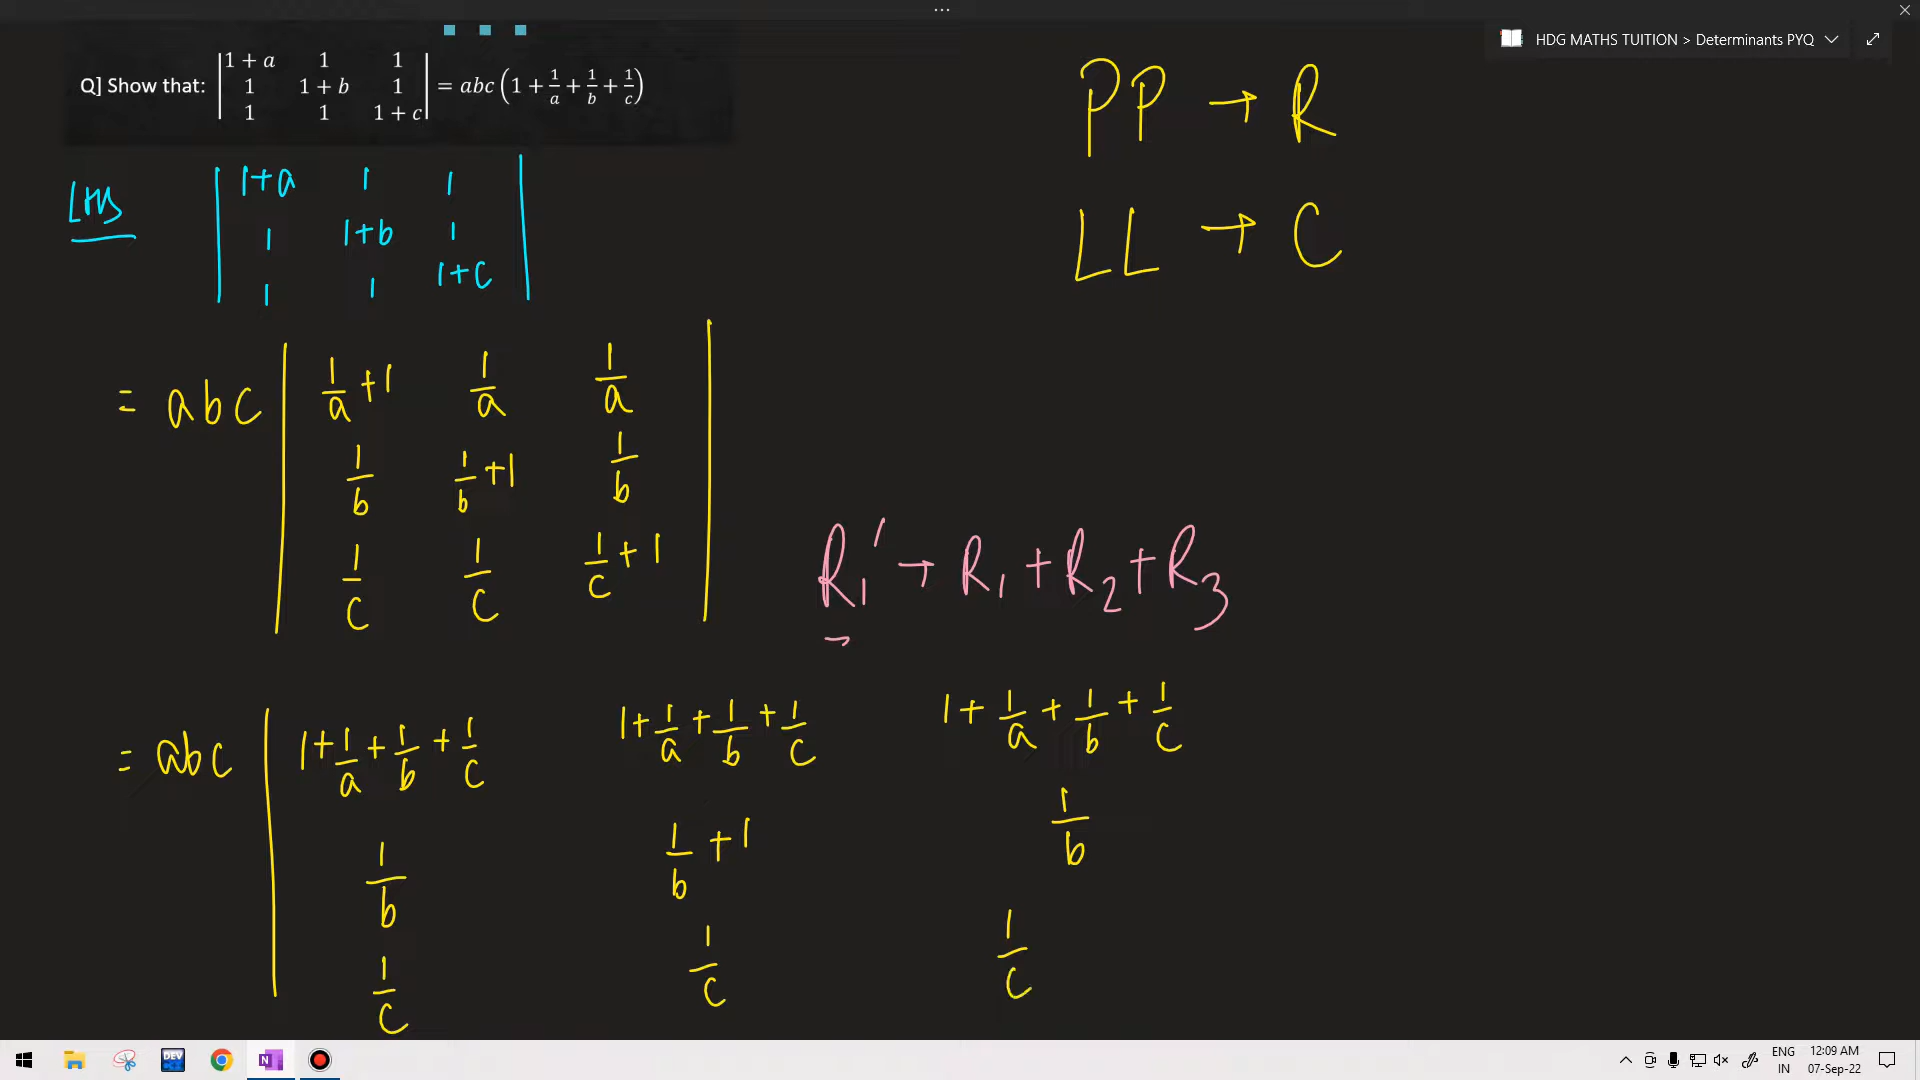 HDG MATHS TUITION > Determinants PYQ
Q] Show that: |1 + a 1 1| = abc (1 + 1/a + 1/b + 1/c)
|1 1 + b 1|
|1 1 1 + c|
PP → R
LL → C
LHS |1+a 1 1|
|1 1+b 1|
|1 1 1+c|
= abc |1/a +1 1/a 1/a|
|1/b 1/b +1 1/b|
|1/c 1/c 1/c + 1|
R₁' → R₁ + R₂ + R₃
= abc |1+1/a+1/b+1/c 1+1/a+1/b+1/c 1+1/a+1/b+1/c
1/b 1/b +1 1/b
1/c 1/c 1/c
DEV
N
ENG
IN
12:09 AM
07-Sep-22